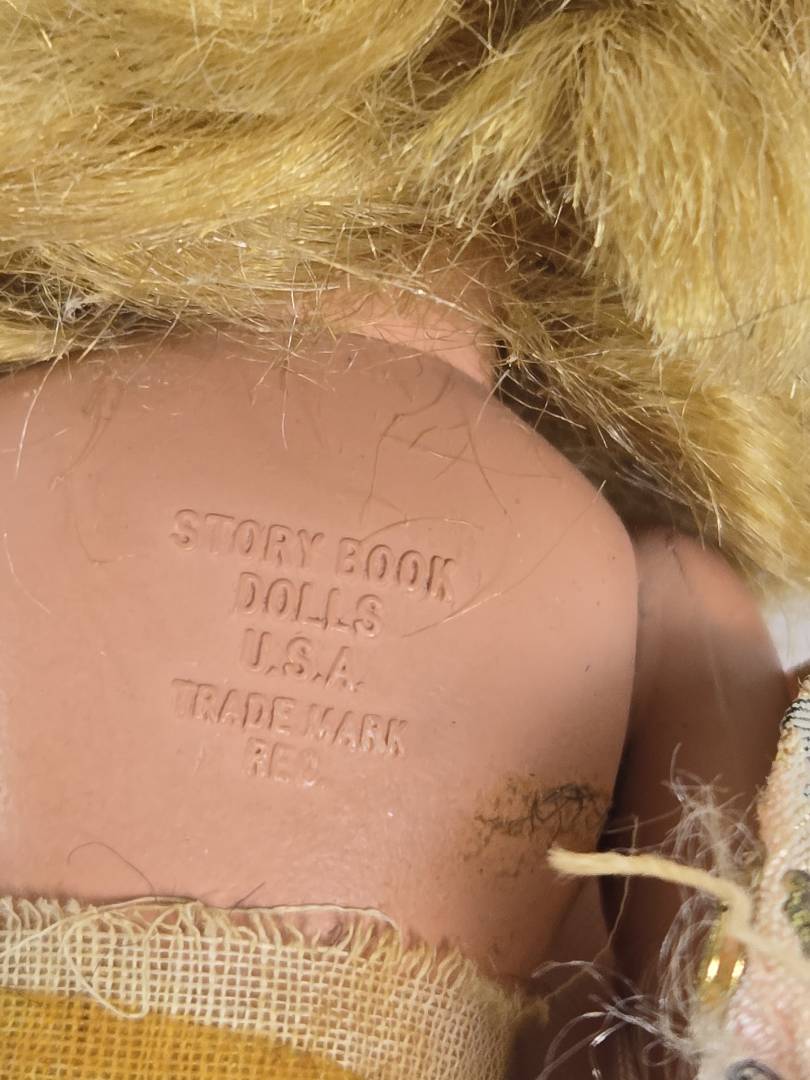 STORY BOOK
DOLLS
U.S.A.
TRADE MARK
REG.